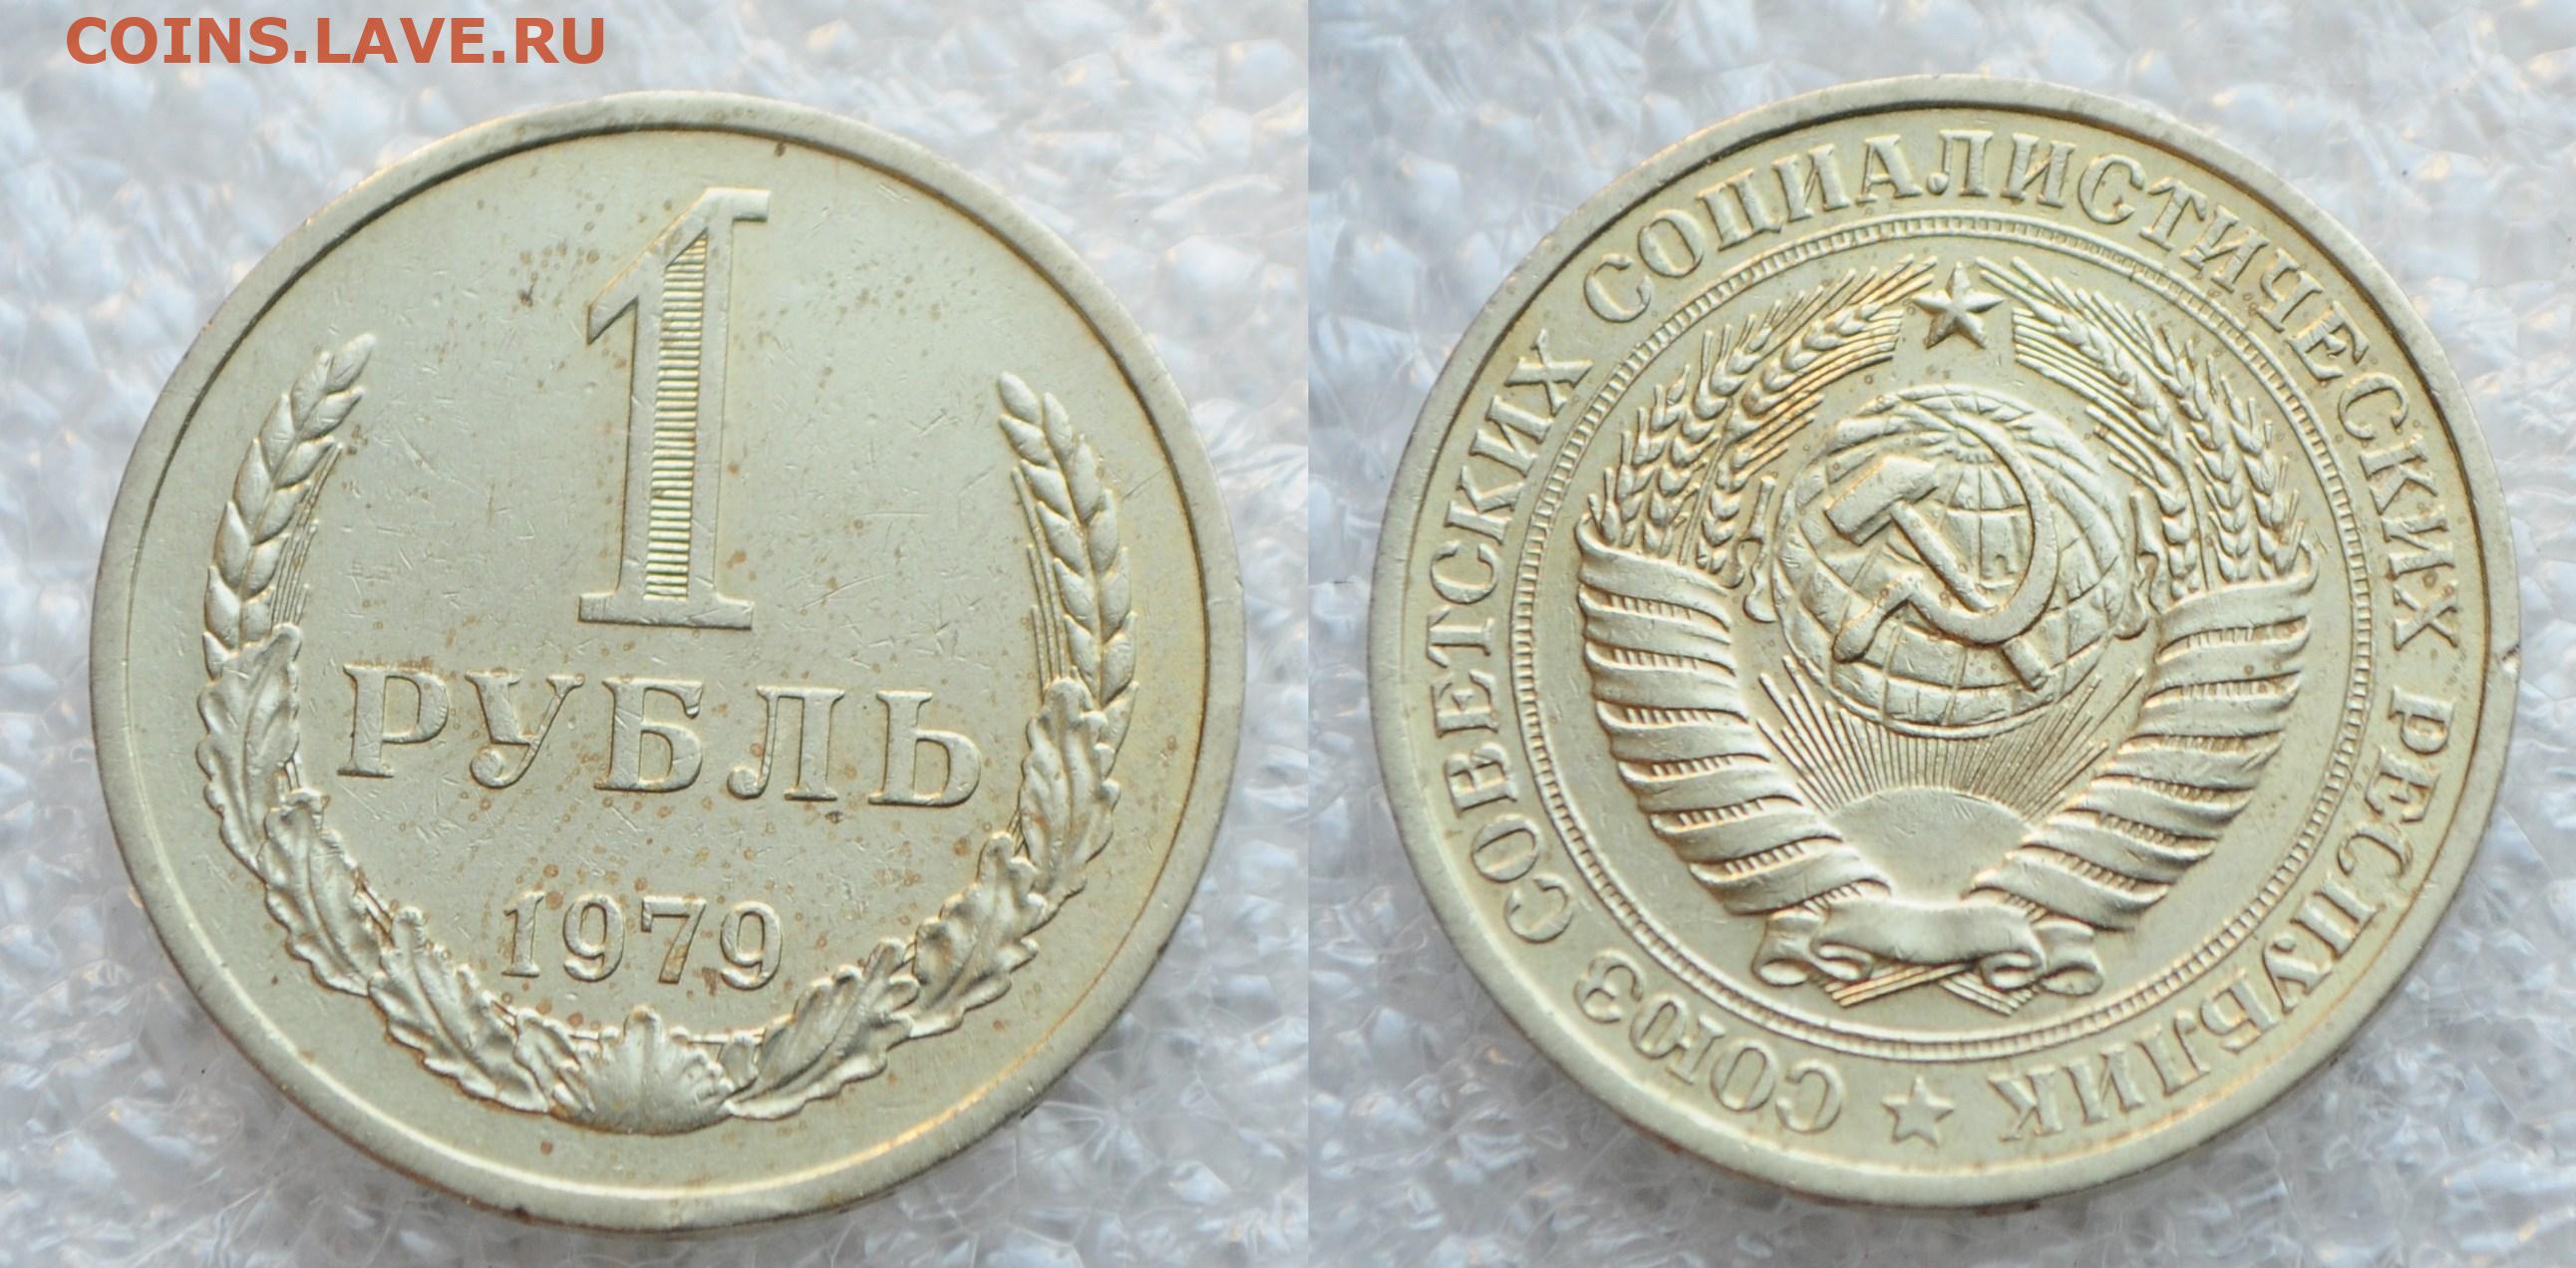 COINS.LAVE.RU
1
РУБЛЬ
1979
СОЮЗ СОВЕТСКИХ СОЦИАЛИСТИЧЕСКИХ РЕСПУБЛИК